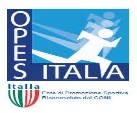 OPES
ITALIA
Italia
Ente di Promozione Sportiva
Riconosciuto dal CONI